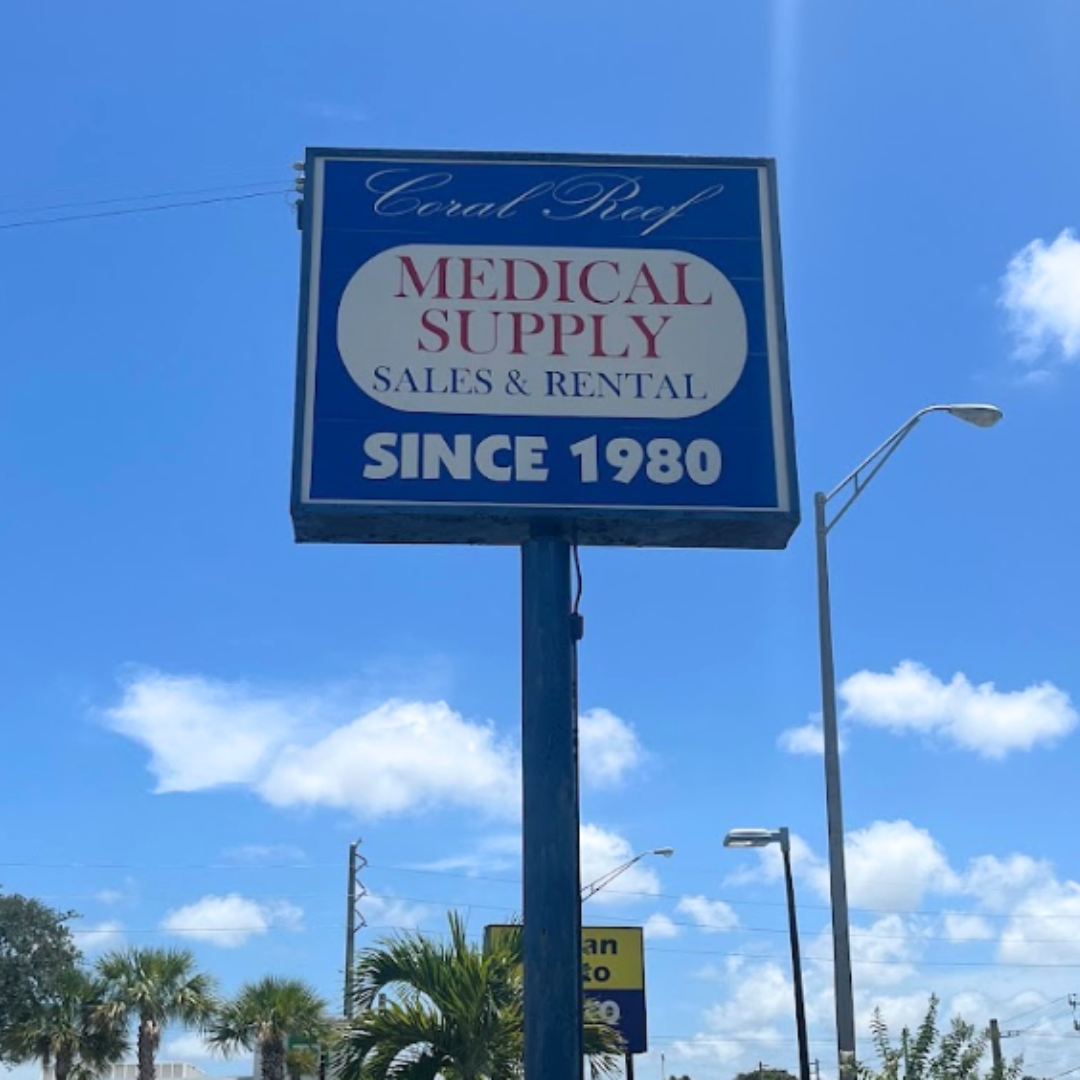 Coral Reef
MEDICAL
SUPPLY
SALES & RENTAL
SINCE 1980